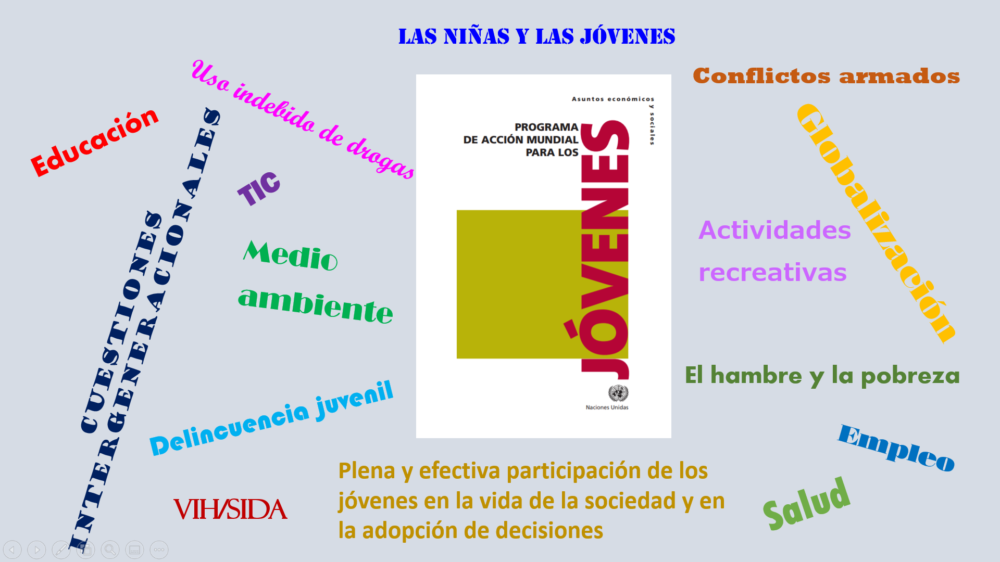 LAS NIÑAS Y LAS JÓVENES
Uso indebido de drogas
Conflictos armados
Educación
Asuntos económicos
y sociales
PROGRAMA
DE ACCIÓN MUNDIAL
PARA LOS
JÓVENES
Naciones Unidas
Globalización
TIC
CUESTIONES
INTERGENERACIONALES
Medio
ambiente
Actividades
recreativas
El hambre y la pobreza
Delincuencia juvenil
Empleo
Plena y efectiva participación de los
jóvenes en la vida de la sociedad y en
la adopción de decisiones
VIH/SIDA
Salud